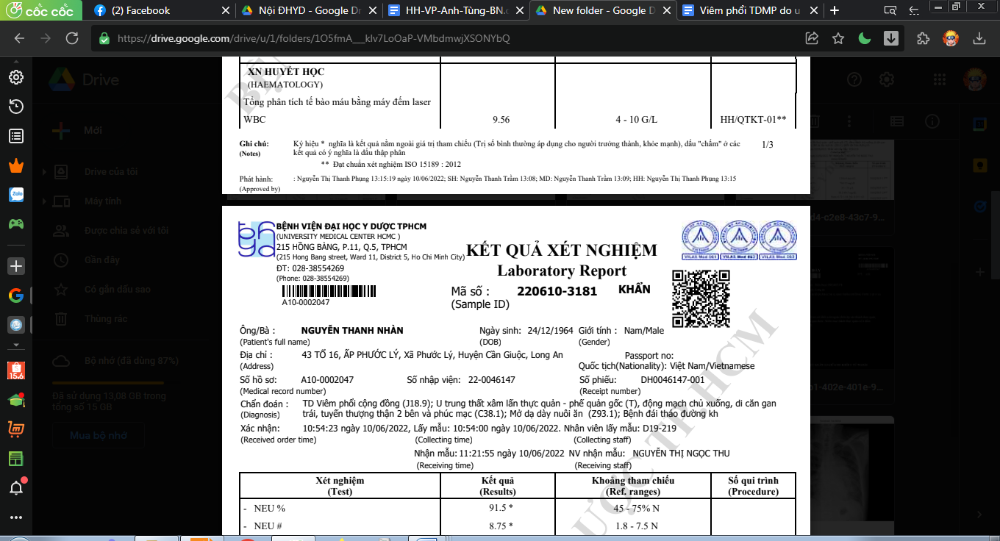 cốc cốc
(2) Facebook
Nội ĐHYD - Google Dr
HH-VP-Anh-Tùng-BN.
New folder - Google D
Viêm phổi TDMP do u
https://drive.google.com/drive/u/1/folders/1O5fmA___klv7LoOaP-VMbdmwjXSONYbQ
Drive
Mới
Drive của tôi
Máy tính
Được chia sẻ với tôi
Gần đây
Có gắn dấu sao
Thùng rác
Bộ nhớ (đã dùng 87%)
Đã sử dụng 13,08 GB trong
tổng số 15 GB
Mua bộ nhớ
Zalo
15.6
XN HUYẾT HỌC
(HAEMATOLOGY)
Tổng phân tích tế bào máu bằng máy đếm laser
WBC 9.56 4 - 10 G/L HH/QTKT-01**
Ghi chú: Ký hiệu * nghĩa là kết quả nằm ngoài giá trị tham chiếu (Trị số bình thường áp dụng cho người trưởng thành, khỏe mạnh), dấu "chấm" ở các 1/3
(Notes) kết quả có ý nghĩa là dấu thập phân
** Đạt chuẩn xét nghiệm ISO 15189 : 2012
Phát hành: : Nguyễn Thị Thanh Phụng 13:15:19 ngày 10/06/2022; SH: Nguyễn Thanh Trầm 13:08; MD: Nguyễn Thanh Trầm 13:09; HH: Nguyễn Thị Thanh Phụng 13:15
(Approved by)
BỆNH VIỆN ĐẠI HỌC Y DƯỢC TPHCM
(UNIVERSITY MEDICAL CENTER HCMC )
215 HỒNG BÀNG, P.11, Q.5, TPHCM
(215 Hong Bang street, Ward 11, District 5, Ho Chi Minh City)
ĐT: 028-38554269
(Phone: 028-38554269)
A10-0002047
KẾT QUẢ XÉT NGHIỆM
Laboratory Report
Mã số : 220610-3181 KHẨN
(Sample ID)
VILAS Med 061 VILAS Med 062 VILAS Med 063
Ông/Bà : NGUYỄN THANH NHÀN Ngày sinh: 24/12/1964 Giới tính : Nam/Male
(Patient's full name) (DOB) (Gender)
Địa chỉ : 43 TỔ 16, ẤP PHƯỚC LÝ, Xã Phước Lý, Huyện Cần Giuộc, Long An Passport no:
(Address) Quốc tịch(Nationality): Việt Nam/Vietnamese
Số hồ sơ: A10-0002047 Số nhập viện: 22-0046147 Số phiếu: DH0046147-001
(Medical record number) (Receipt number)
Chẩn đoán : TD Viêm phổi cộng đồng (J18.9); U trung thất xâm lấn thực quản - phế quản gốc (T), động mạch chủ xuống, di căn gan
(Diagnosis) trái, tuyến thượng thận 2 bên và phúc mạc (C38.1); Mở dạ dày nuôi ăn (Z93.1); Bệnh đái tháo đường kh
Xác nhận: 10:54:23 ngày 10/06/2022, Lấy mẫu: 10:54:00 ngày 10/06/2022. Nhân viên lấy mẫu: D19-219
(Received order time) (Collecting time) (Collecting staff)
Nhận mẫu: 11:21:55 ngày 10/06/2022 NV nhận mẫu: NGUYỄN THỊ NGỌC THU
(Receiving time) (Receiving staff)
Xét nghiệm Kết quả Khoảng tham chiếu Số qui trình
(Test) (Results) (Ref. ranges) (Procedure)
- NEU % 91.5 * 45 - 75% N
- NEU # 8.75 * 1.8 - 7.5 N